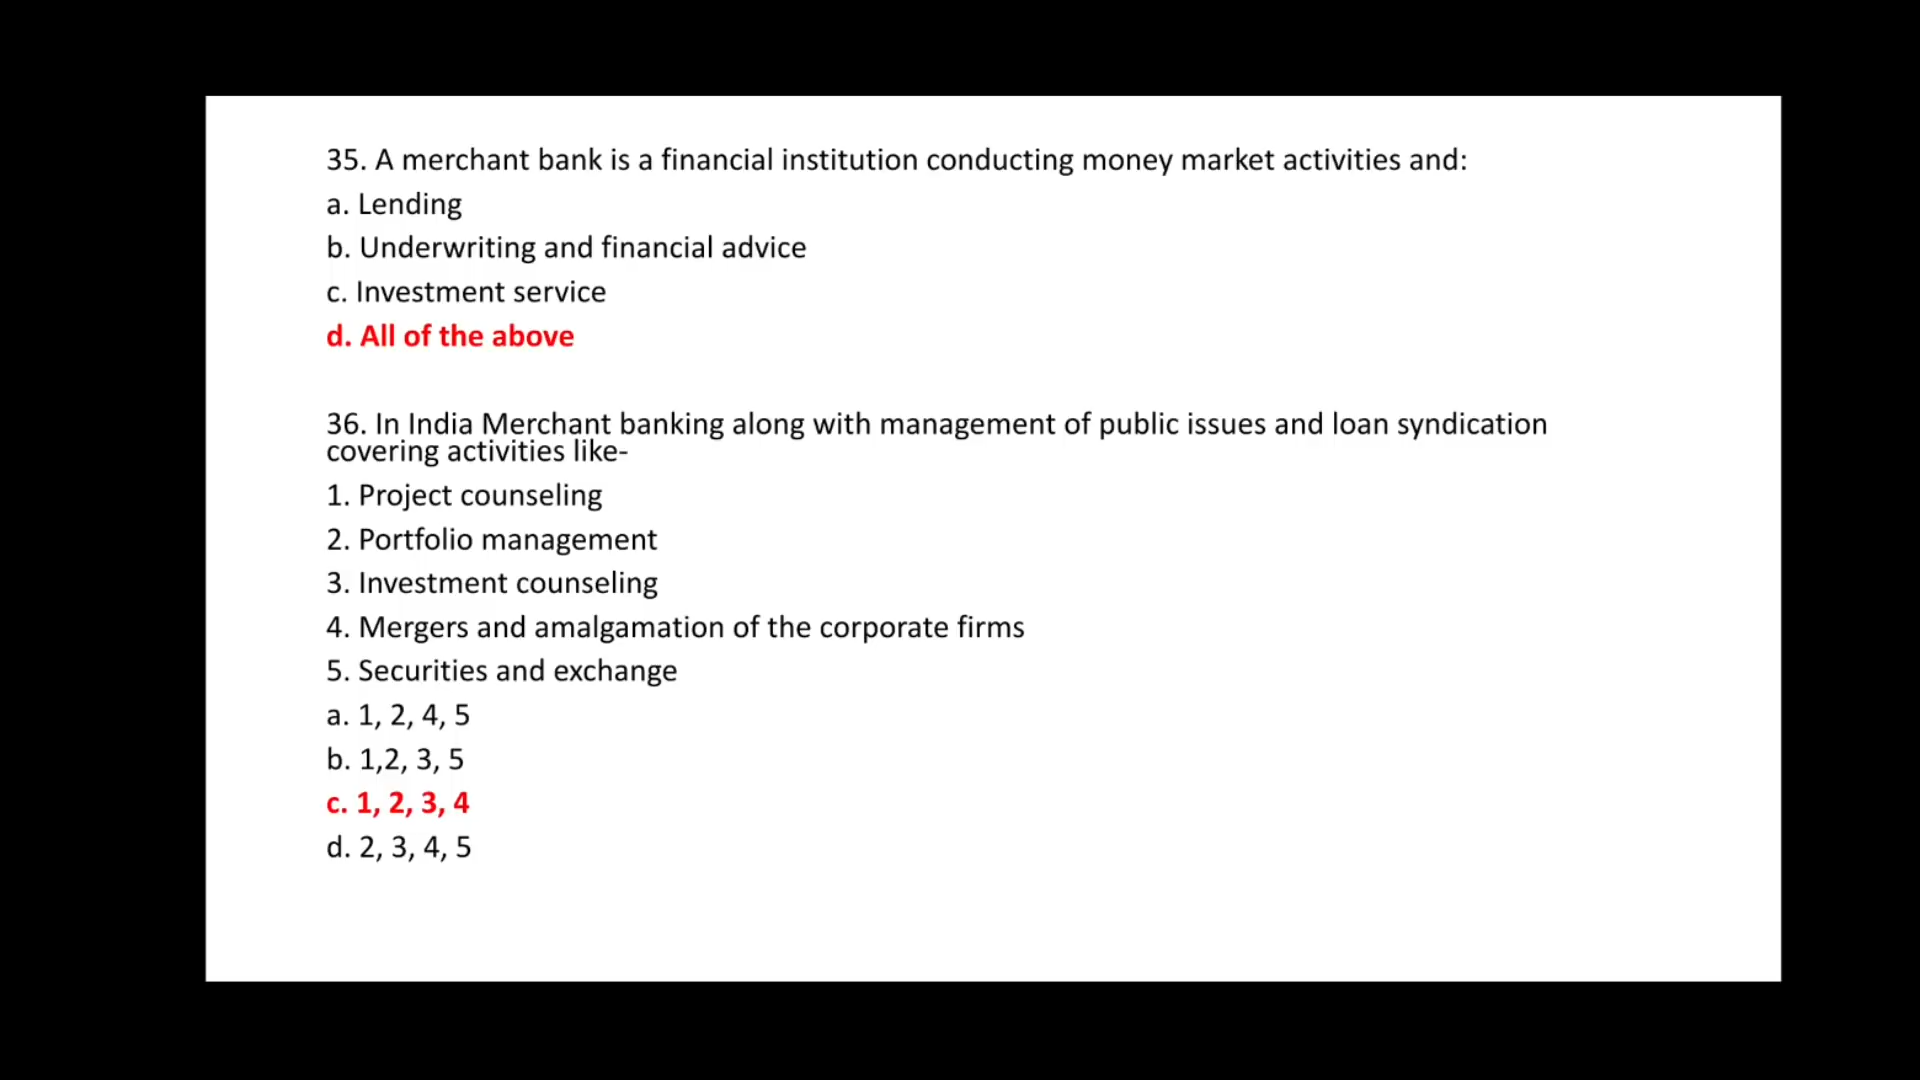 35. A merchant bank is a financial institution conducting money market activities and:
a. Lending
b. Underwriting and financial advice
c. Investment service
d. All of the above
36. In India Merchant banking along with management of public issues and loan syndication
covering activities like-
1. Project counseling
2. Portfolio management
3. Investment counseling
4. Mergers and amalgamation of the corporate firms
5. Securities and exchange
a. 1, 2, 4, 5
b. 1,2, 3, 5
c. 1, 2, 3, 4
d. 2, 3, 4, 5